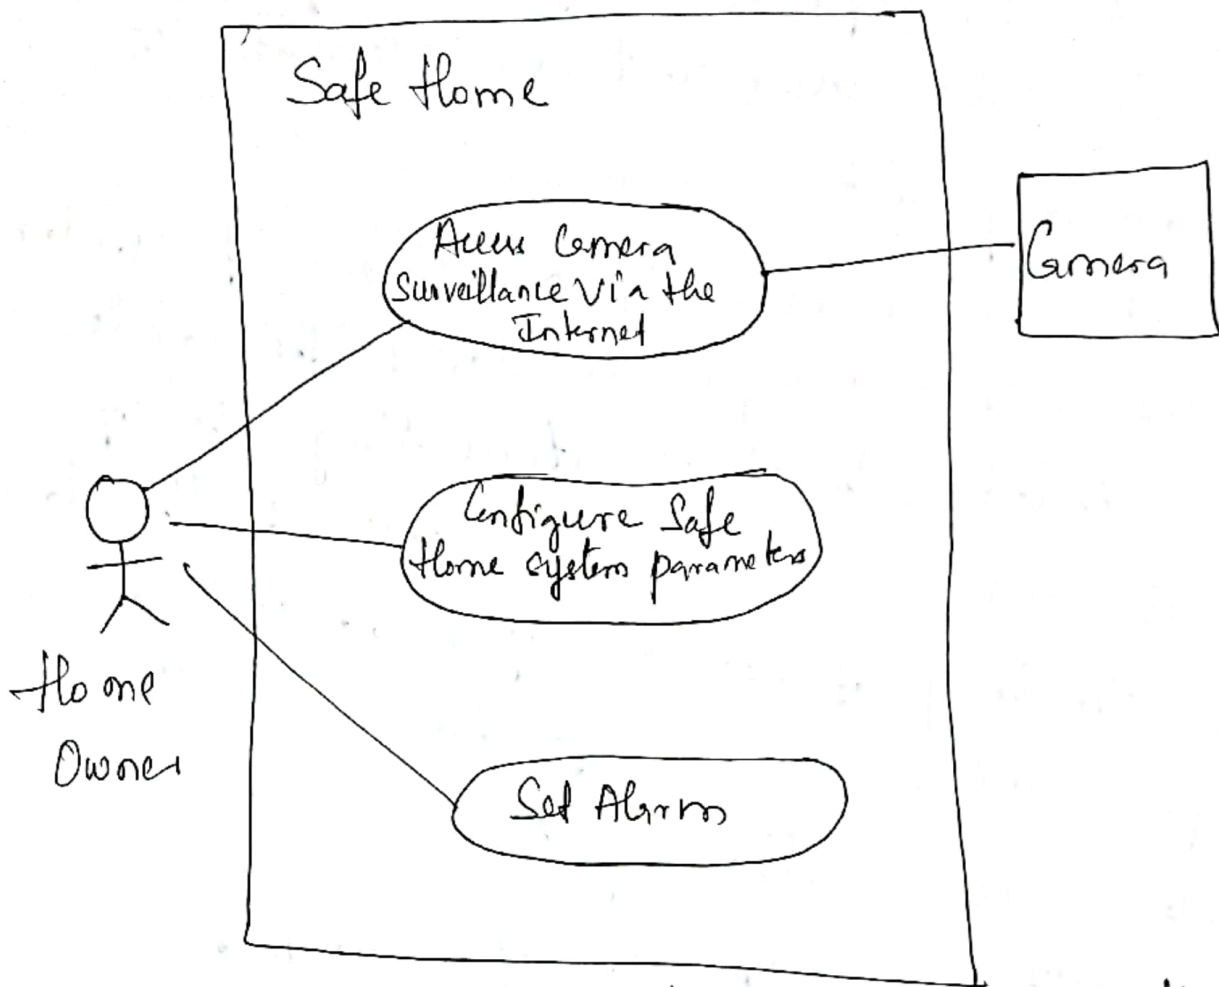 Safe Home
Access Camera
Surveillance Via the
Internet
Camera
Configure Safe
Home system parameters
Home
Owner
Set Alarm